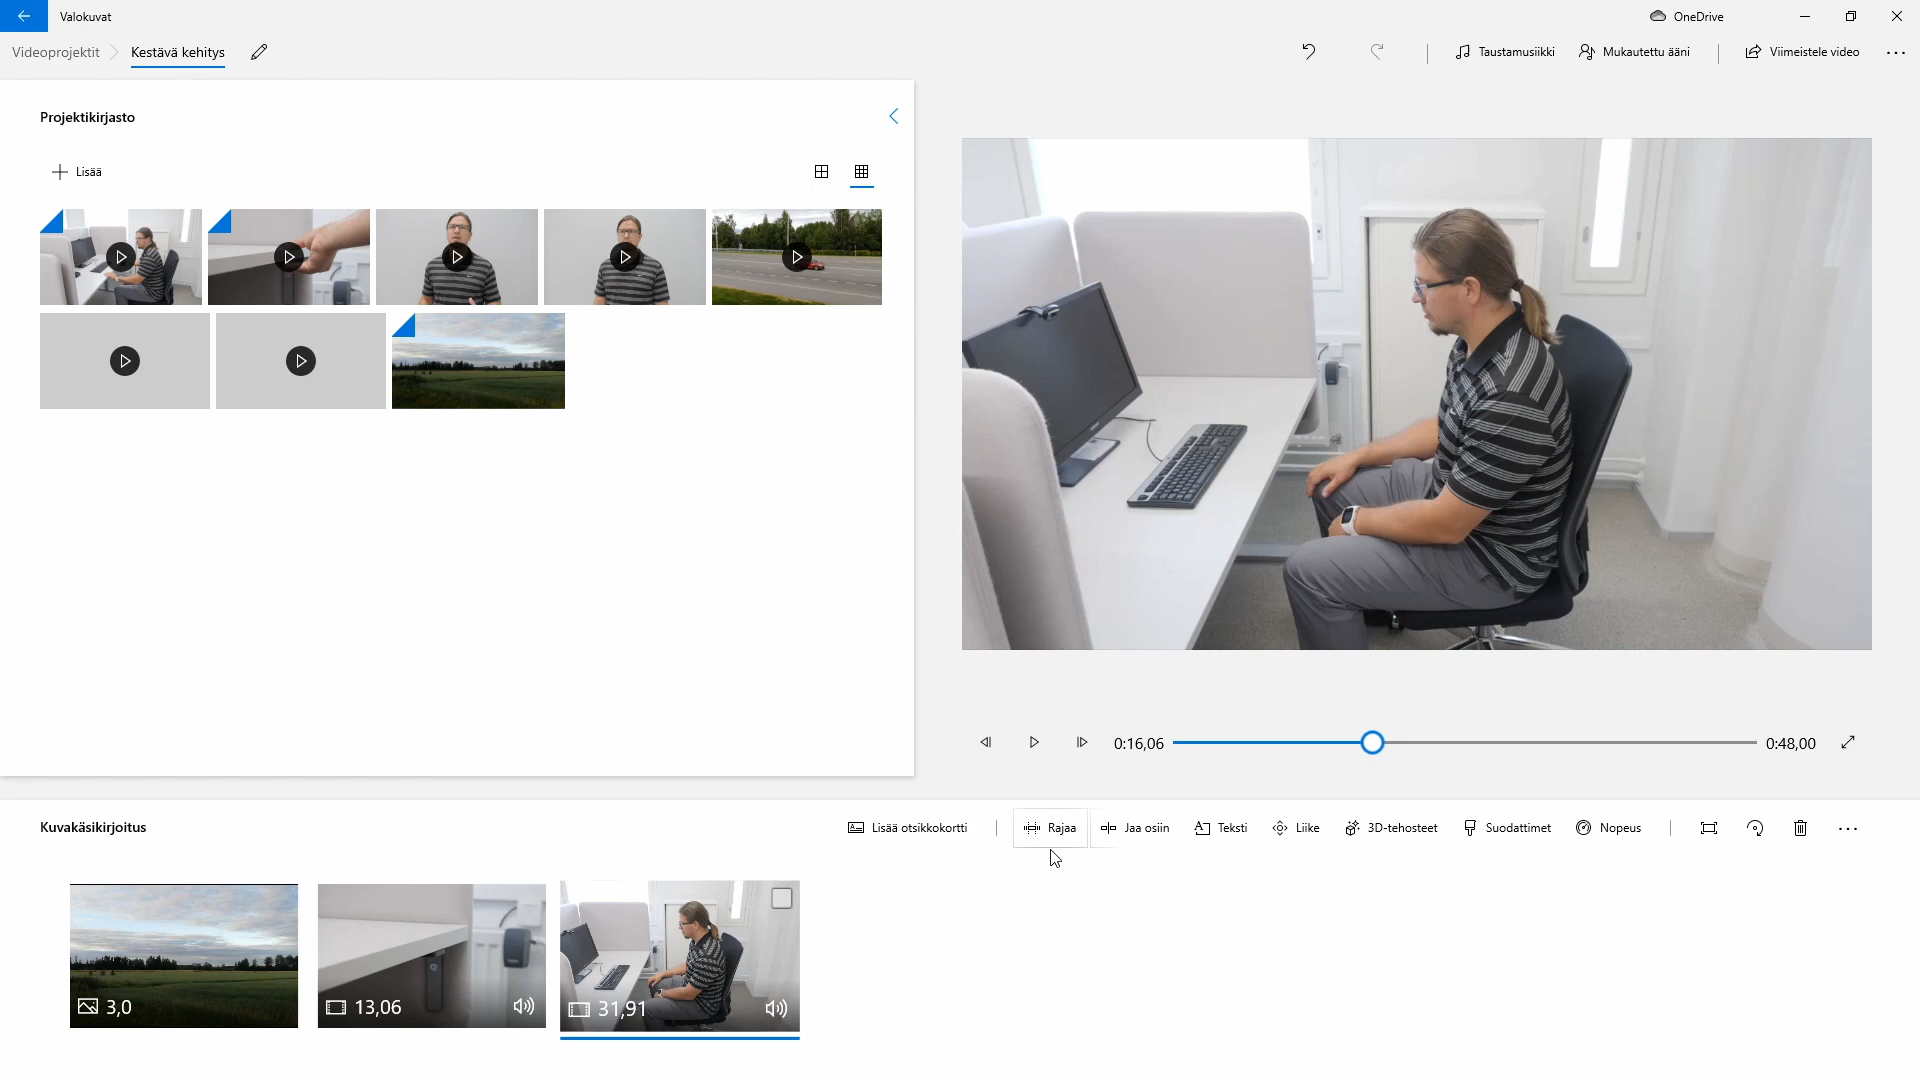 Valokuvat
OneDrive
Videoprojektit
Kestävä kehitys
Taustamusiikki
Mukautettu ääni
Viimeistele video
Projektikirjasto
Lisää
0:16,06
0:48,00
Kuvakäsikirjoitus
Lisää otsikkokortti
Rajaa
Jaa osiin
Teksti
Liike
3D-tehosteet
Suodattimet
Nopeus
3,0
13,06
31,91